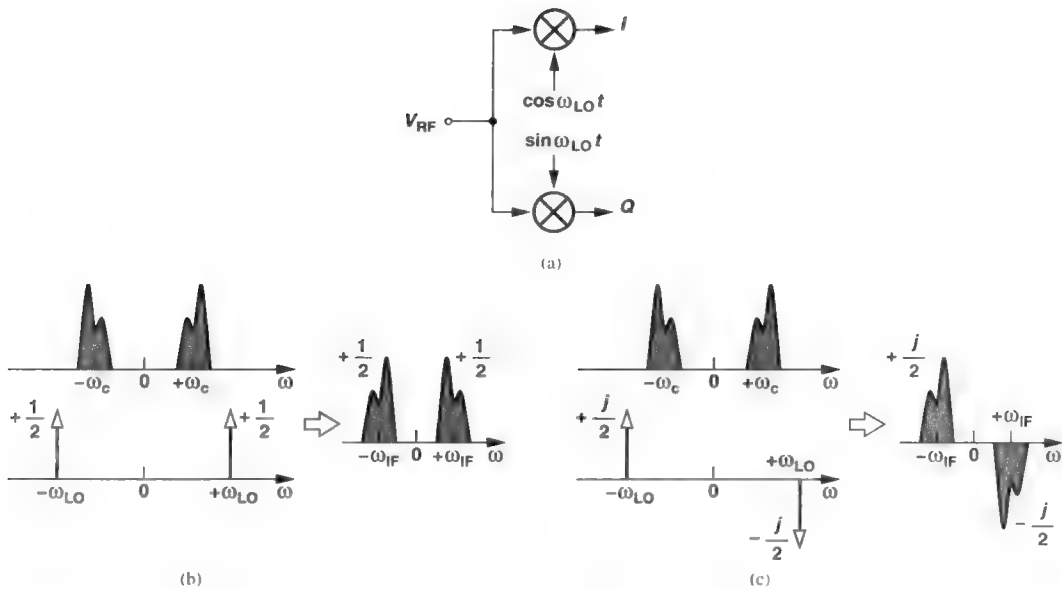 I
cos ω_LO t
V_RF
sin ω_LO t
Q
(a)
−ω_c 0 +ω_c ω
+1/2 +1/2
−ω_LO 0 +ω_LO ω
+1/2 +1/2
−ω_IF 0 +ω_IF ω
(b)
−ω_c 0 +ω_c ω
+j/2
+ω_LO
−ω_LO 0 ω
−j/2
+j/2
+ω_IF
−ω_IF 0 ω
−j/2
(c)